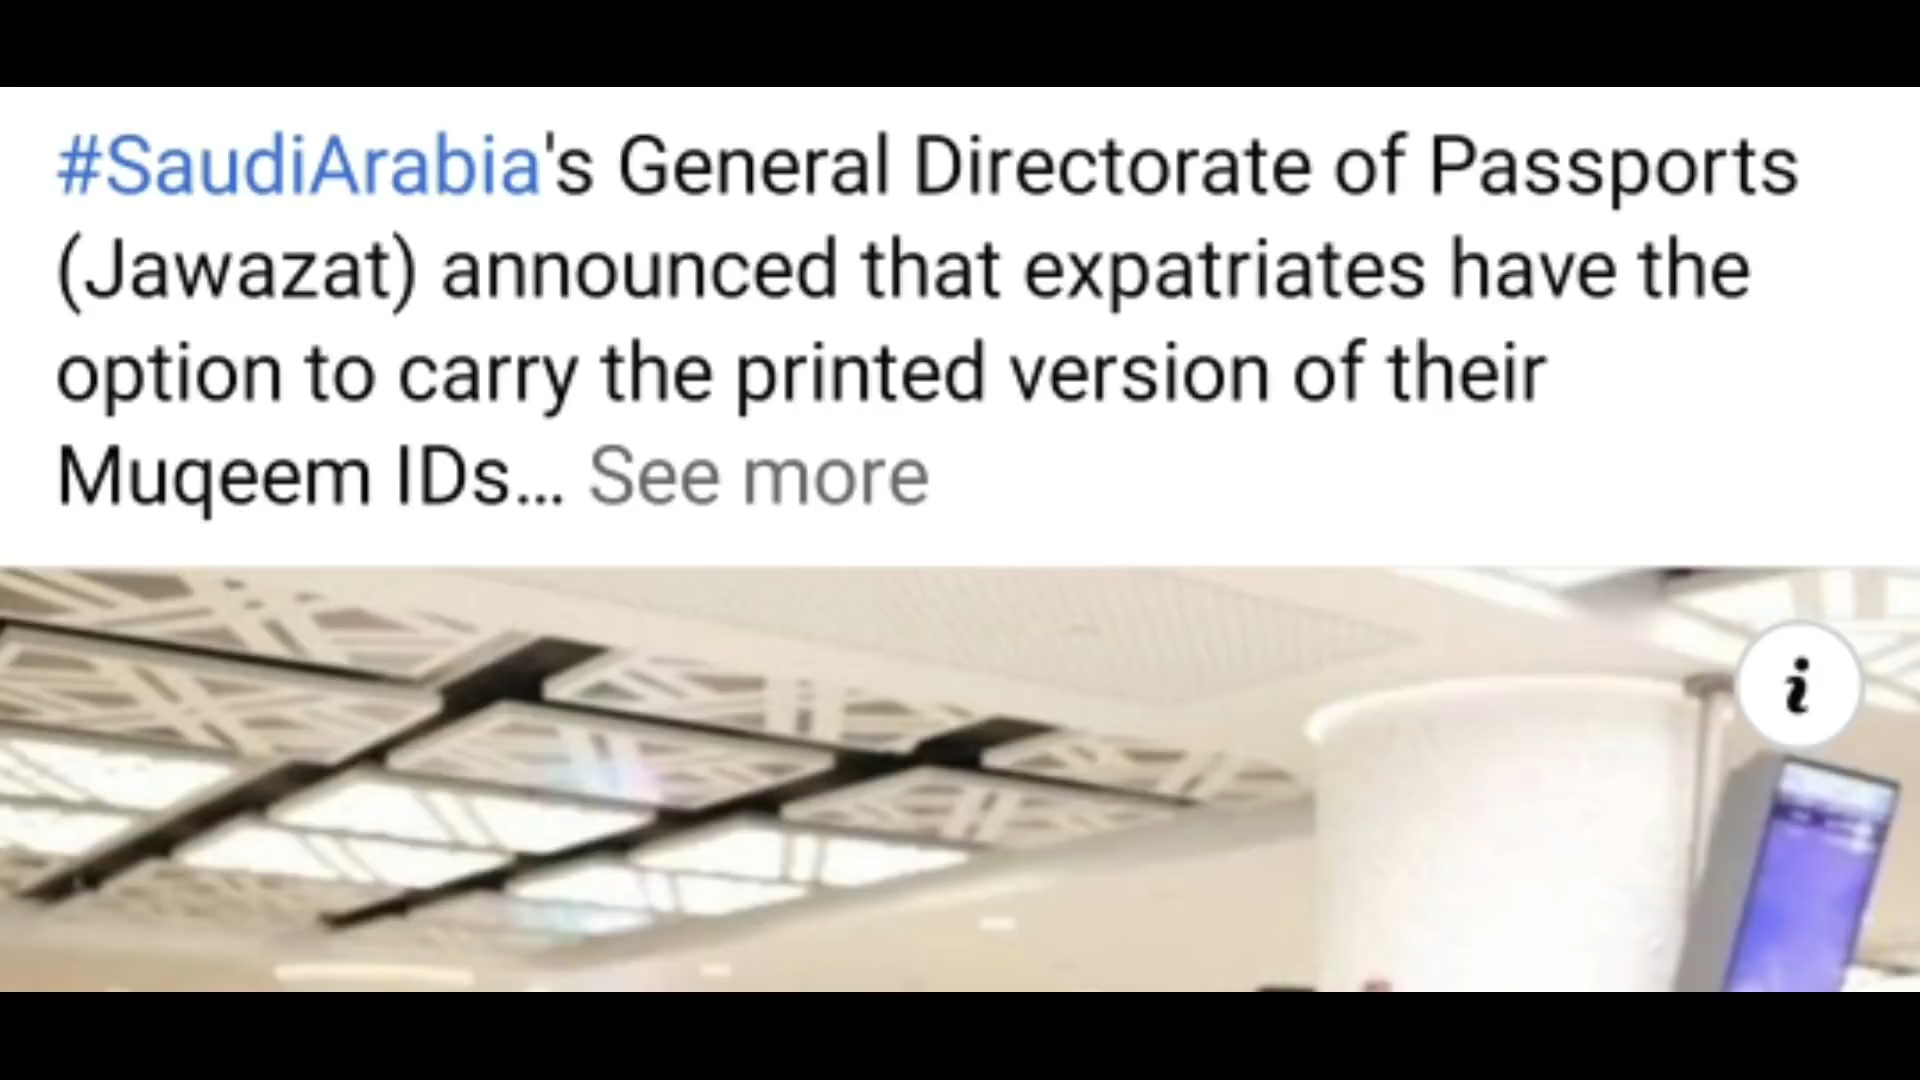 #SaudiArabia's General Directorate of Passports
(Jawazat) announced that expatriates have the
option to carry the printed version of their
Muqeem IDs... See more
i